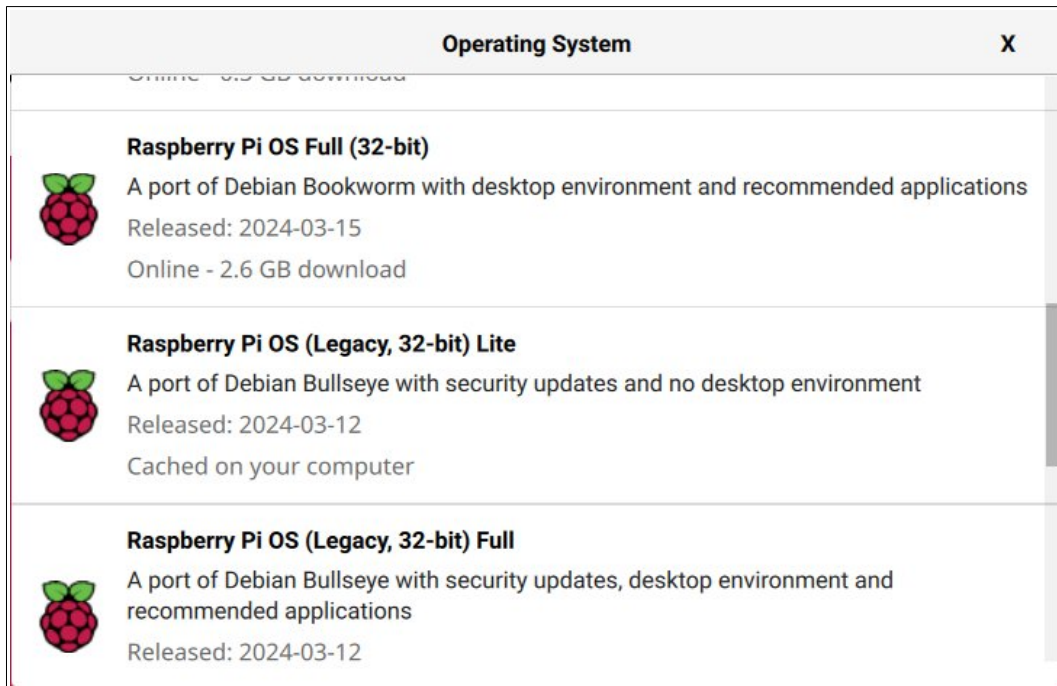 Operating System X
Raspberry Pi OS Full (32-bit)
A port of Debian Bookworm with desktop environment and recommended applications
Released: 2024-03-15
Online - 2.6 GB download
Raspberry Pi OS (Legacy, 32-bit) Lite
A port of Debian Bullseye with security updates and no desktop environment
Released: 2024-03-12
Cached on your computer
Raspberry Pi OS (Legacy, 32-bit) Full
A port of Debian Bullseye with security updates, desktop environment and
recommended applications
Released: 2024-03-12